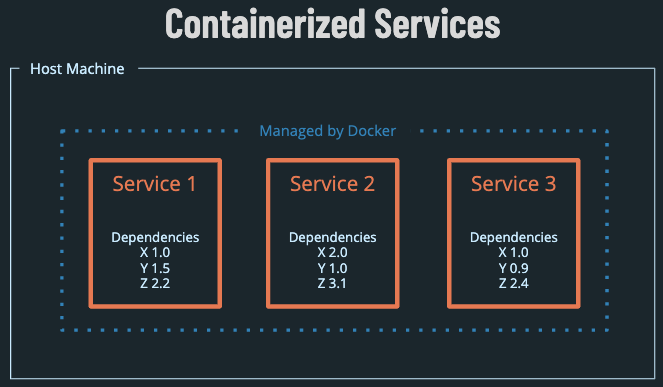 Containerized Services
Host Machine
Managed by Docker
Service 1
Dependencies
X 1.0
Y 1.5
Z 2.2
Service 2
Dependencies
X 2.0
Y 1.0
Z 3.1
Service 3
Dependencies
X 1.0
Y 0.9
Z 2.4